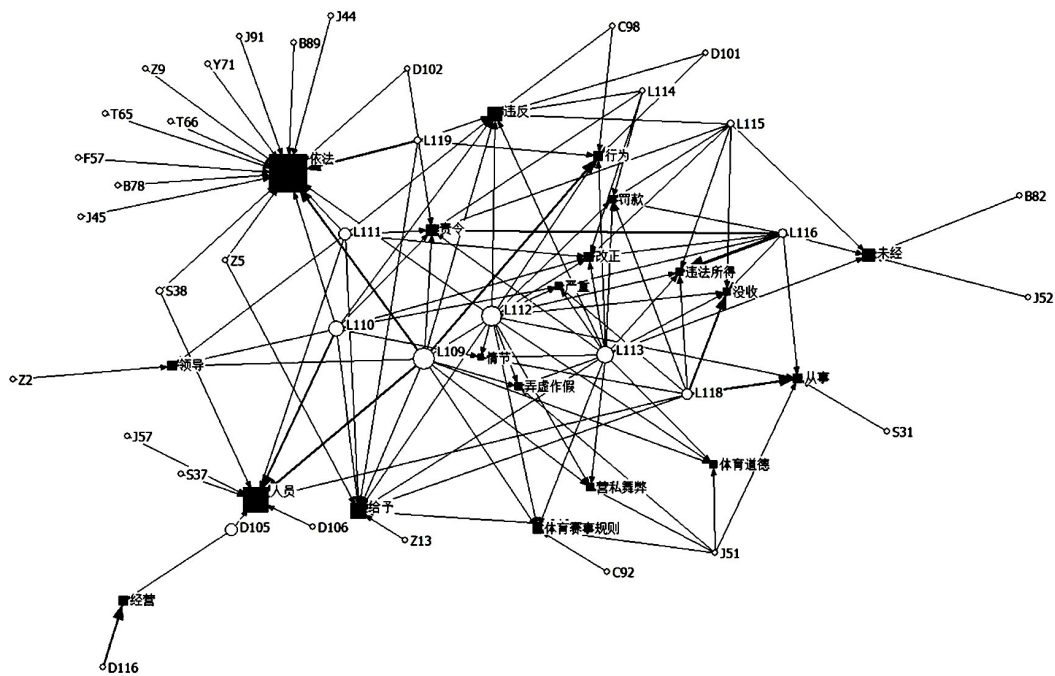 J44
C98
J91
B89
D101
Y71
D102
Z9
L114
T65
T66
违反
L115
L119
行为
F57
依法
B78
罚款
B82
J45
L111
责令
L116
改正
违法所得
未经
Z5
严重
没收
S38
J52
L112
L110
L109
情节
L113
领导
Z2
弄虚作假
L118
从事
S31
J57
体育道德
S37
人员
营私舞弊
给予
D105
D106
体育赛事规则
Z13
J51
C92
经营
D116